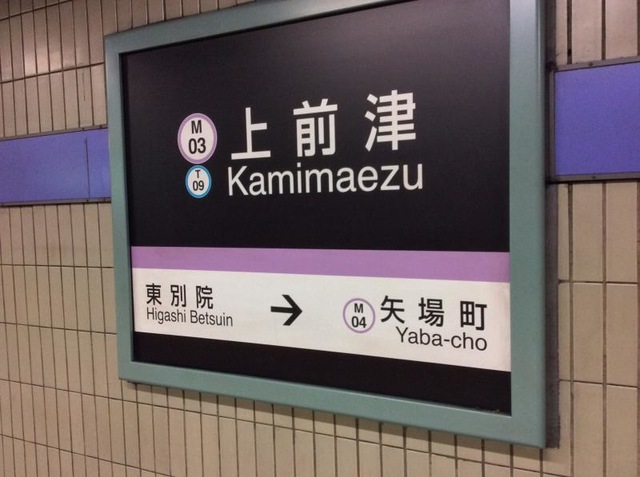 M
03
上前津
T
09
Kamimaezu
東別院
Higashi Betsuin
→
M
04
矢場町
Yaba-cho